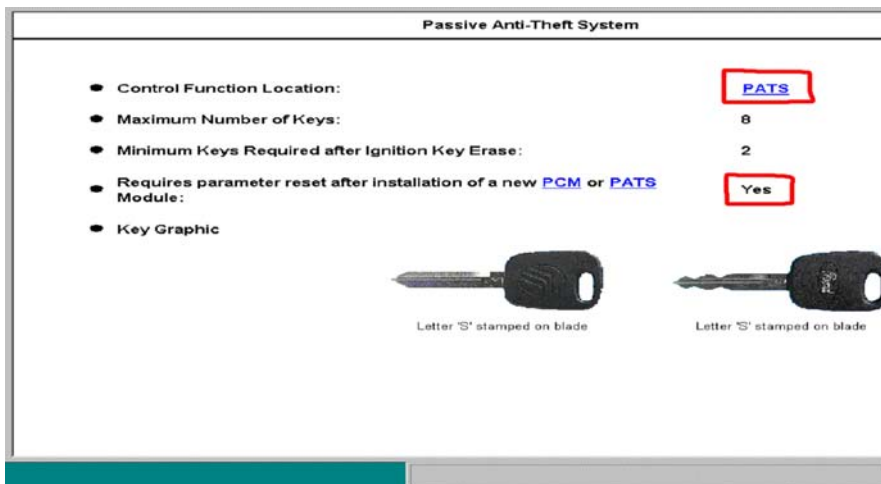 Passive Anti-Theft System
Control Function Location: PATS
Maximum Number of Keys: 8
Minimum Keys Required after Ignition Key Erase: 2
Requires parameter reset after installation of a new PCM or PATS Yes
Module:
Key Graphic
Ford
Letter 'S' stamped on blade Letter 'S' stamped on blade